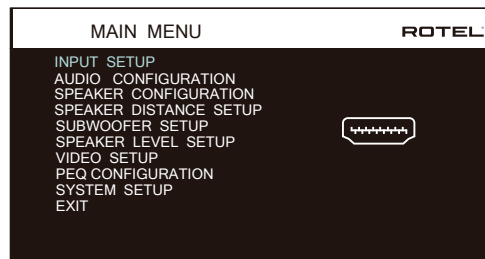 MAIN MENU
ROTEL
INPUT SETUP
AUDIO CONFIGURATION
SPEAKER CONFIGURATION
SPEAKER DISTANCE SETUP
SUBWOOFER SETUP
SPEAKER LEVEL SETUP
VIDEO SETUP
PEQ CONFIGURATION
SYSTEM SETUP
EXIT